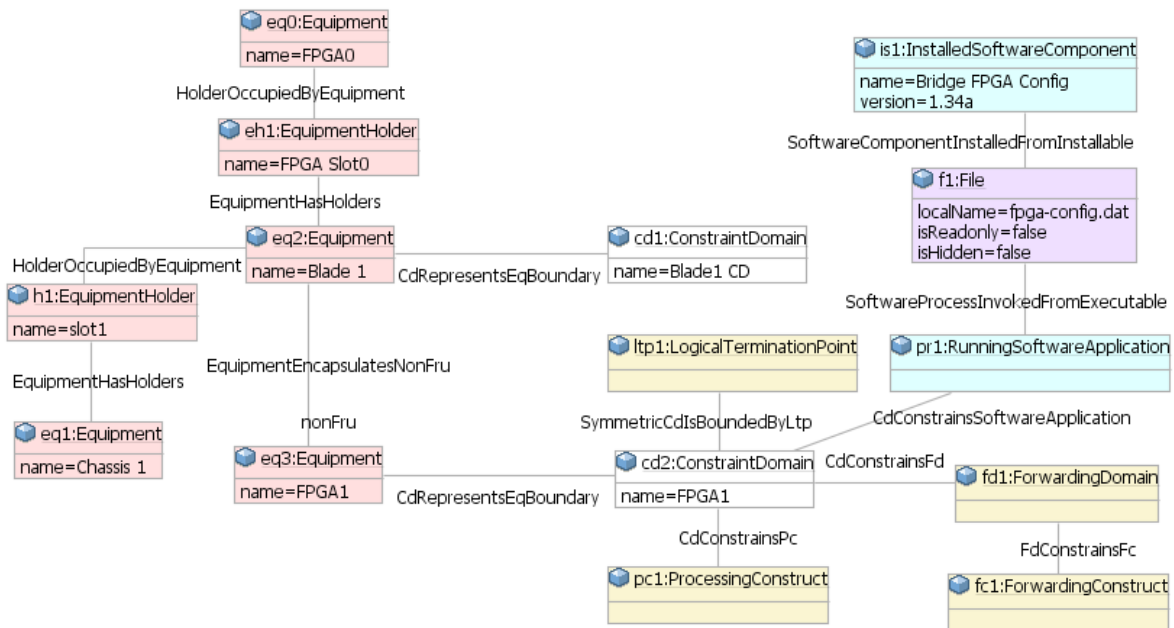 eq0:Equipment
name=FPGA0
HolderOccupiedByEquipment
eh1:EquipmentHolder
name=FPGA Slot0
EquipmentHasHolders
eq2:Equipment
name=Blade 1
HolderOccupiedByEquipment
h1:EquipmentHolder
name=slot1
EquipmentHasHolders
eq1:Equipment
name=Chassis 1
EquipmentEncapsulatesNonFru
nonFru
eq3:Equipment
name=FPGA1
CdRepresentsEqBoundary
cd1:ConstraintDomain
name=Blade1 CD
is1:InstalledSoftwareComponent
name=Bridge FPGA Config
version=1.34a
SoftwareComponentInstalledFromInstallable
f1:File
localName=fpga-config.dat
isReadonly=false
isHidden=false
SoftwareProcessInvokedFromExecutable
pr1:RunningSoftwareApplication
ltp1:LogicalTerminationPoint
SymmetricCdIsBoundedByLtp
CdConstrainsSoftwareApplication
CdRepresentsEqBoundary
cd2:ConstraintDomain
name=FPGA1
CdConstrainsFd
fd1:ForwardingDomain
CdConstrainsPc
FdConstrainsFc
pc1:ProcessingConstruct
fc1:ForwardingConstruct